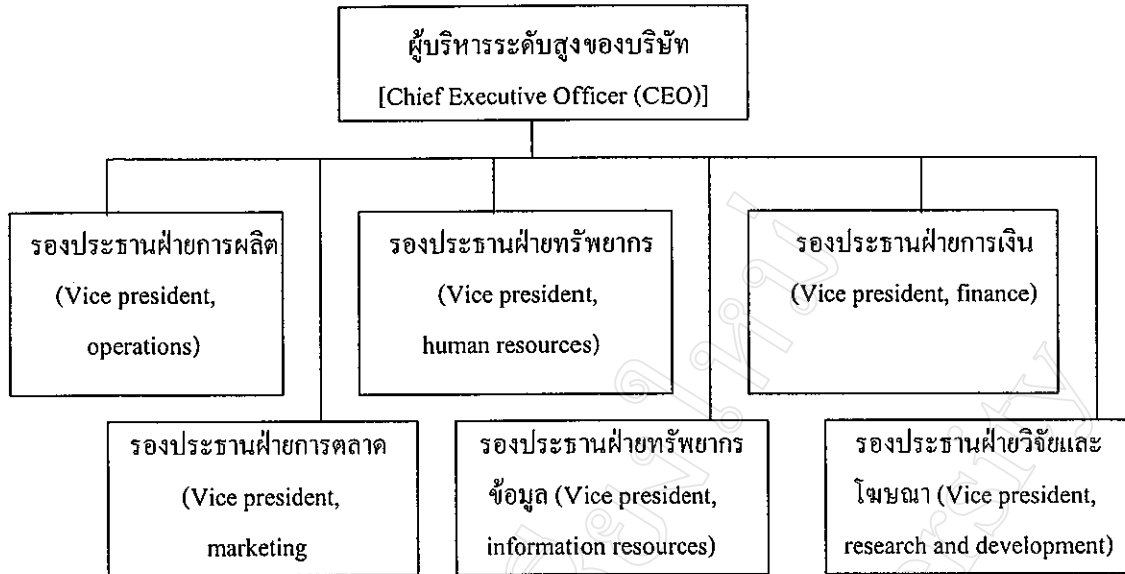 ผู้บริหารระดับสูงของบริษัท
[Chief Executive Officer (CEO)]
รองประธานฝ่ายการผลิต
(Vice president,
operations)
รองประธานฝ่ายทรัพยากร
(Vice president,
human resources)
รองประธานฝ่ายการเงิน
(Vice president, finance)
รองประธานฝ่ายการตลาด
(Vice president,
marketing
รองประธานฝ่ายทรัพยากร
ข้อมูล (Vice president,
information resources)
รองประธานฝ่ายวิจัยและ
โฆษณา (Vice president,
research and development)
ersity